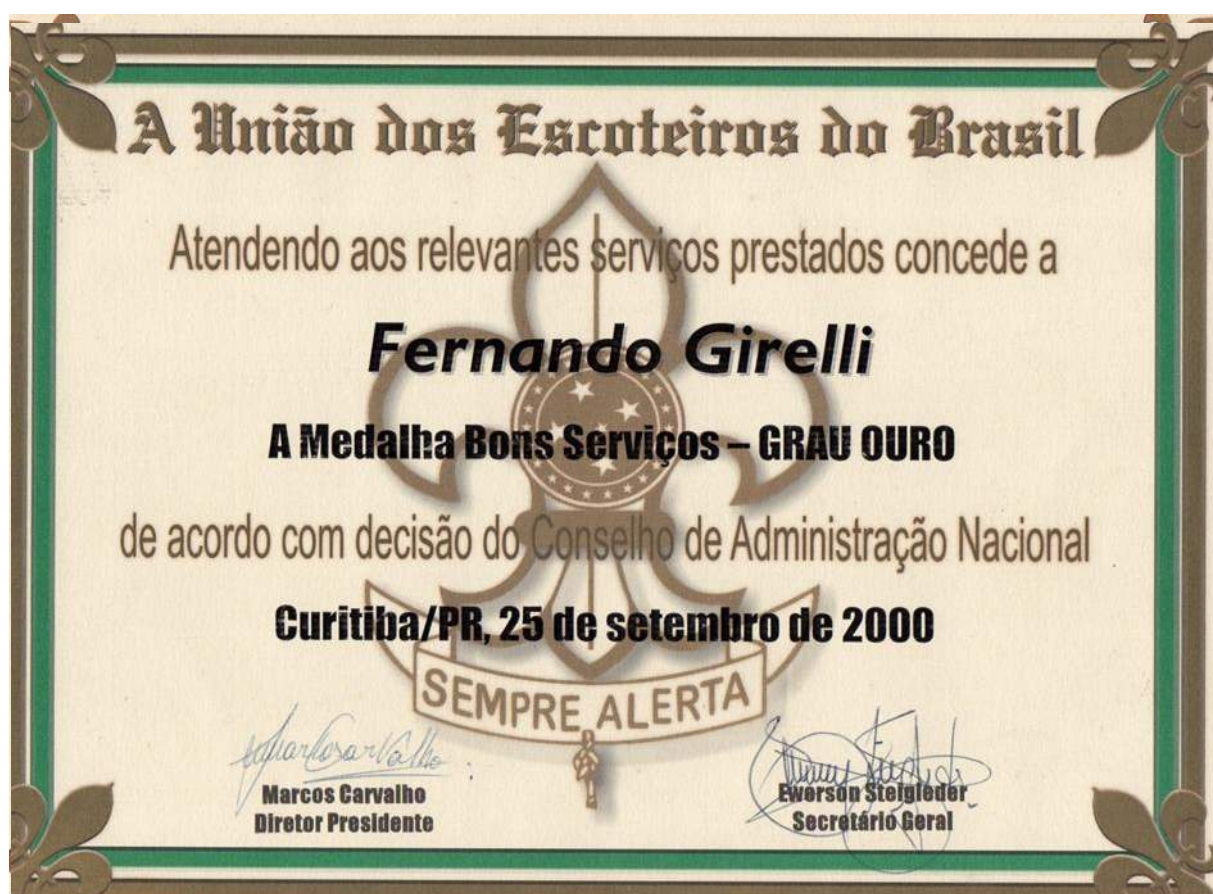 A União dos Escoteiros do Brasil
Atendendo aos relevantes serviços prestados concede a
Fernando Girelli
A Medalha Bons Serviços – GRAU OURO
de acordo com decisão do Conselho de Administração Nacional
Curitiba/PR, 25 de setembro de 2000
SEMPRE ALERTA
Marcos Carvalho
Diretor Presidente
Ewerson Steigleder
Secretário Geral